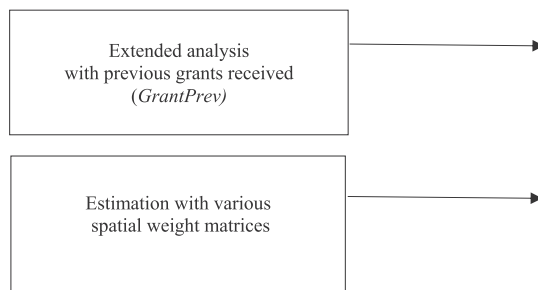 Extended analysis
with previous grants received
(GrantPrev)
Estimation with various
spatial weight matrices